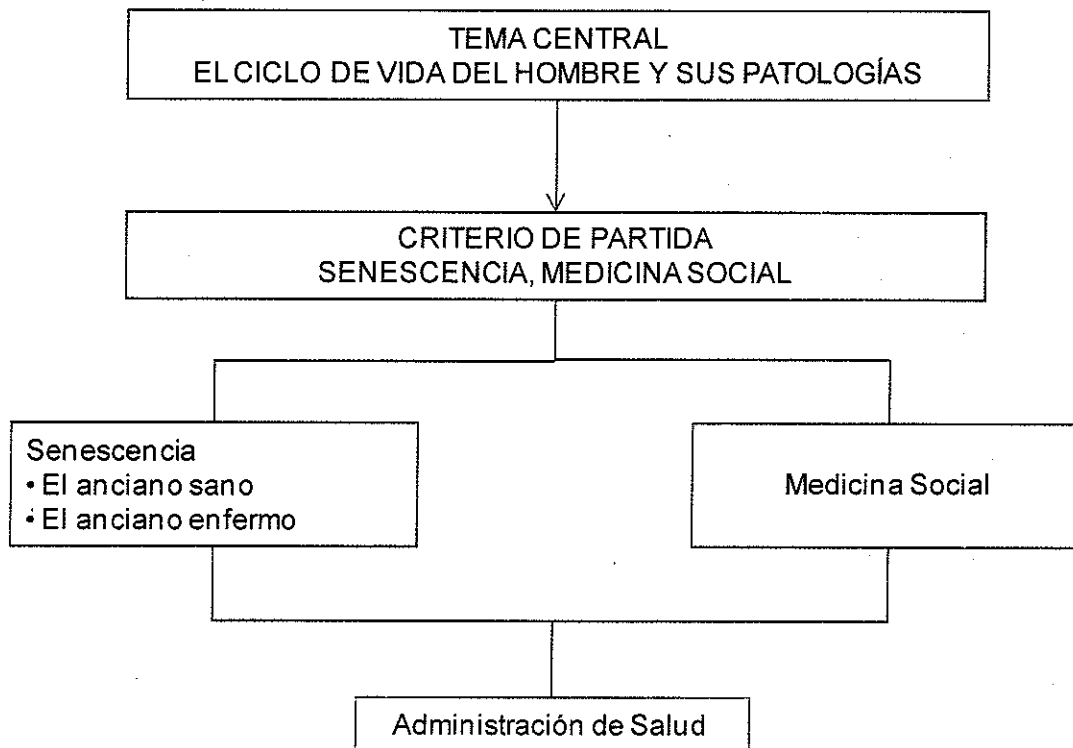 TEMA CENTRAL
EL CICLO DE VIDA DEL HOMBRE Y SUS PATOLOGÍAS
CRITERIO DE PARTIDA
SENESCENCIA, MEDICINA SOCIAL
Senescencia
• El anciano sano
• El anciano enfermo
Medicina Social
Administración de Salud